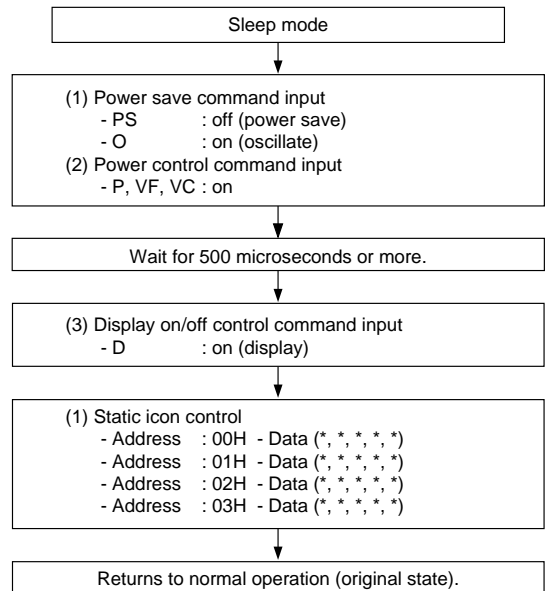 Sleep mode
(1) Power save command input
- PS : off (power save)
- O : on (oscillate)
(2) Power control command input
- P, VF, VC : on
Wait for 500 microseconds or more.
(3) Display on/off control command input
- D : on (display)
(1) Static icon control
- Address : 00H - Data (*, *, *, *, *)
- Address : 01H - Data (*, *, *, *, *)
- Address : 02H - Data (*, *, *, *, *)
- Address : 03H - Data (*, *, *, *, *)
Returns to normal operation (original state).